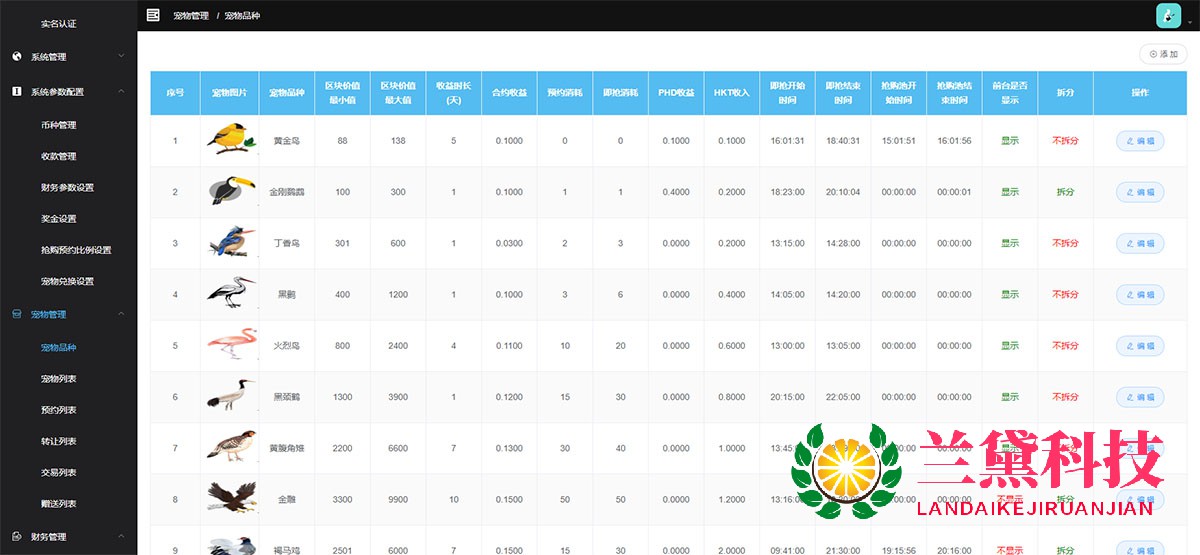 实名认证
系统管理
系统参数配置
币种管理
收款管理
财务参数设置
奖金设置
抢购预约比例设置
宠物兑换设置
宠物管理
宠物品种
宠物列表
预约列表
转让列表
交易列表
赠送列表
财务管理
宠物管理 / 宠物品种
添加
序号 宠物图片 宠物品种 区块价值最小值 区块价值最大值 收益时长(天) 合约收益 预约消耗 即抢消耗 PHD收益 HKT收入 即抢开始时间 即抢结束时间 抢购池开始时间 抢购池结束时间 前台是否显示 拆分 操作
1 黄金鸟 88 138 5 0.1000 0 0 0.1000 0.1000 16:01:31 18:40:31 15:01:51 16:01:56 显示 不拆分 编辑
2 金刚鹦鹉 100 300 1 0.1000 1 1 0.4000 0.2000 18:23:00 20:10:04 00:00:00 00:00:01 显示 拆分 编辑
3 丁香鸟 301 600 1 0.0300 2 3 0.0000 0.2000 13:15:00 14:28:00 00:00:00 00:00:00 显示 不拆分 编辑
4 黑鹳 400 1200 1 0.1000 3 6 0.0000 0.4000 14:05:00 14:20:00 00:00:00 00:00:00 显示 不拆分 编辑
5 火烈鸟 800 2400 4 0.1100 10 20 0.0000 0.6000 13:00:00 13:05:00 00:00:00 00:00:00 显示 不拆分 编辑
6 黑颈鹤 1300 3900 1 0.1200 15 30 0.0000 0.8000 20:15:00 22:05:00 00:00:00 00:00:00 显示 不拆分 编辑
7 黄腹角雉 2200 6600 7 0.1300 30 40 0.0000 1.0000 00:00:00
8 金雕 3300 9900 10 0.1500 50 50 0.0000 1.2000 00:00:00 不显示 拆分 编辑
9 褐马鸡 2501 6000 7 0.1500 15 30 0.0000 2.0000 09:41:00 21:30:00 19:15:56 20:16:00 不显示 不拆分 编辑
兰黛科技
LANDAIKEJIRUANJIAN